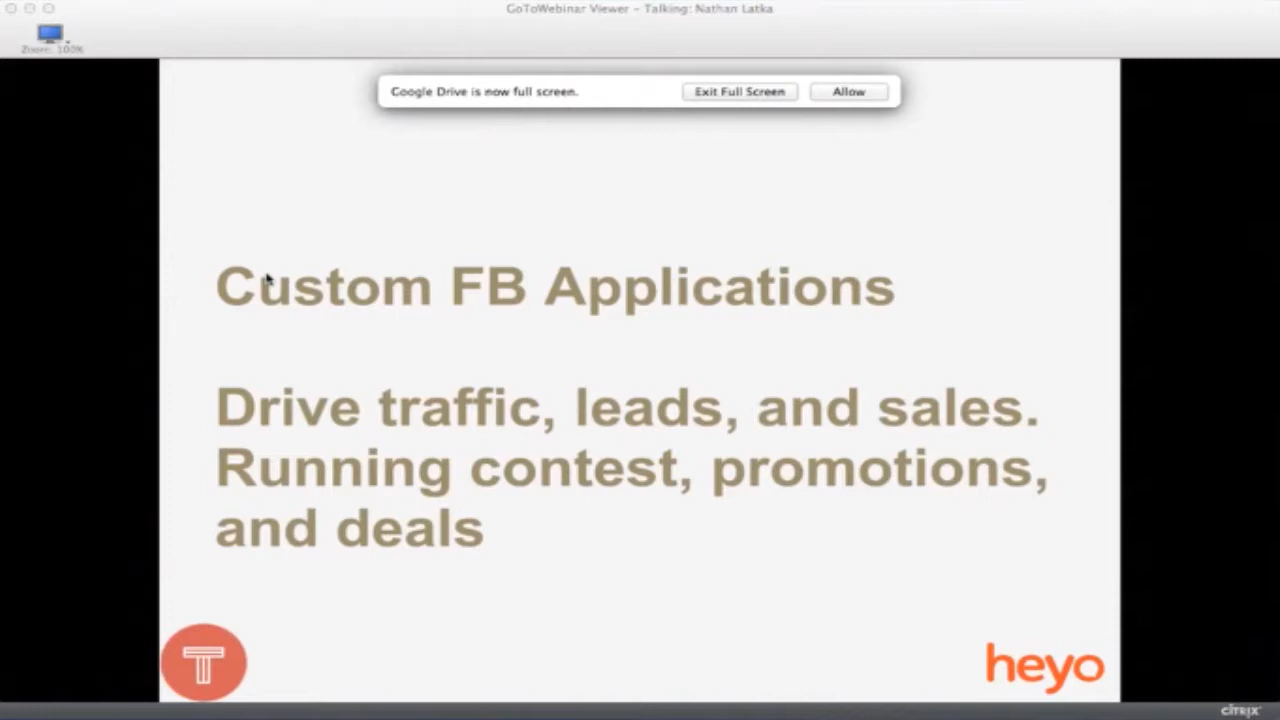 GoToWebinar Viewer - Talking: Nathan Latka
Zoom: 100%
Google Drive is now full screen.
Exit Full Screen
Allow
Custom FB Applications
Drive traffic, leads, and sales.
Running contest, promotions,
and deals
T
heyo
CITRIX